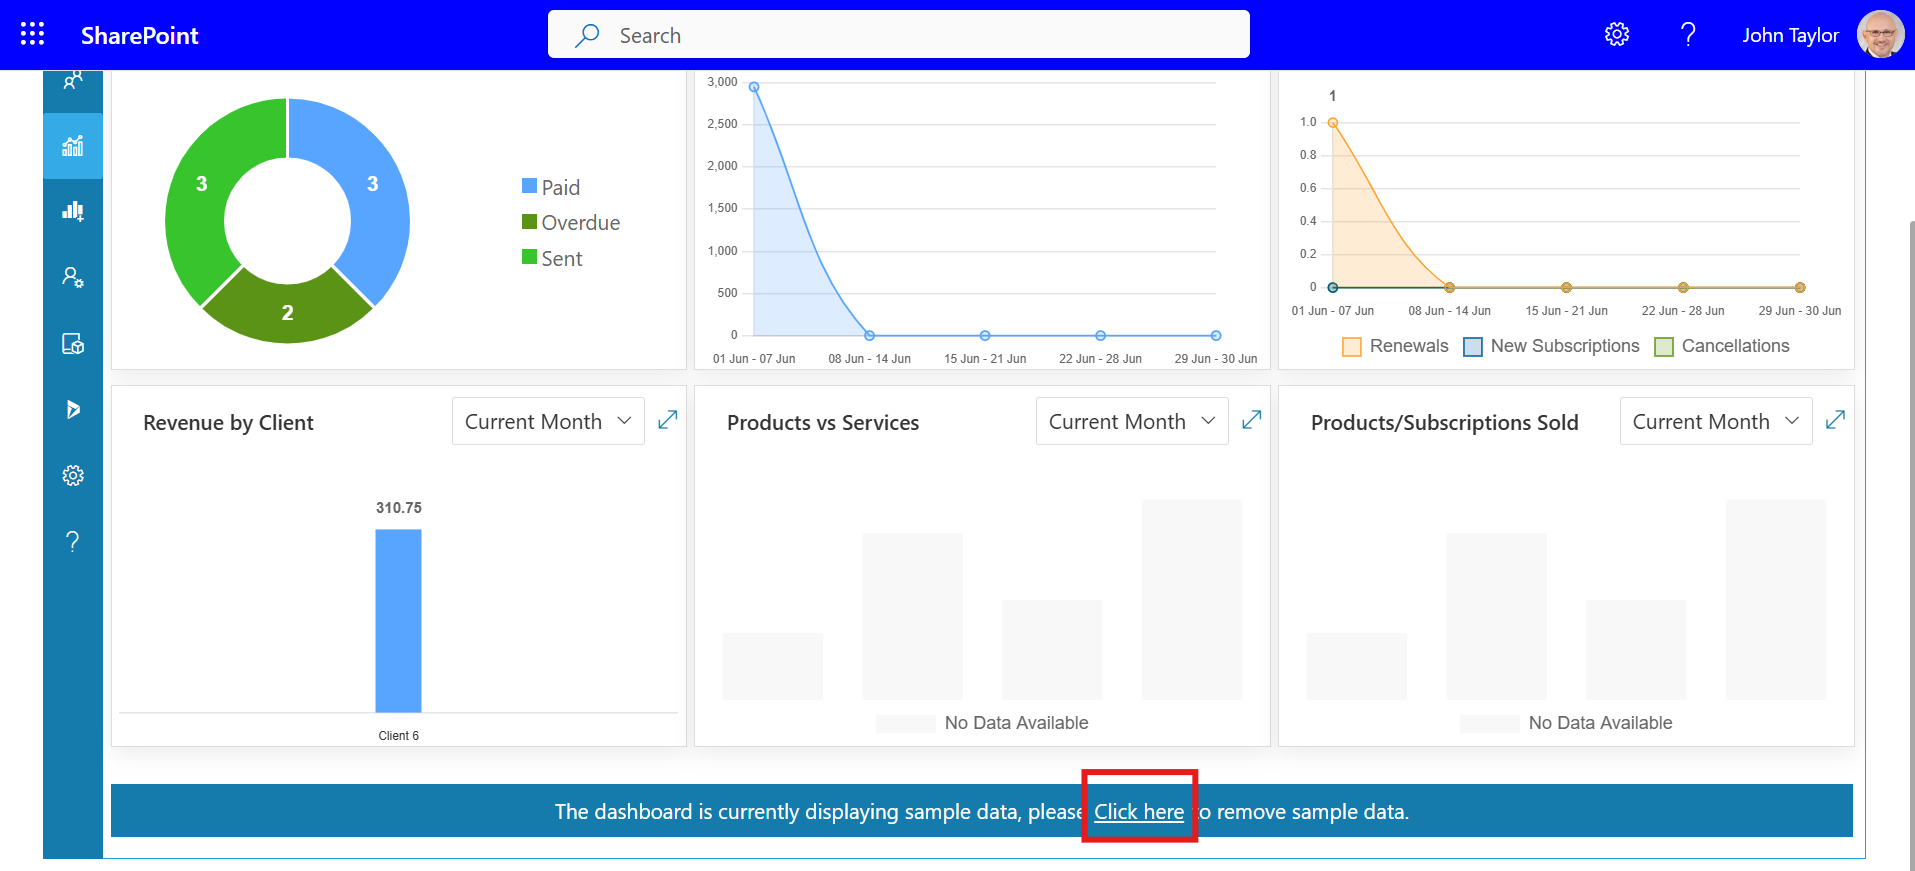 SharePoint
Search
John Taylor
3
3
2
Paid
Overdue
Sent
3,000
2,500
2,000
1,500
1,000
500
0
01 Jun - 07 Jun
08 Jun - 14 Jun
15 Jun - 21 Jun
22 Jun - 28 Jun
29 Jun - 30 Jun
1
1.0
0.8
0.6
0.4
0.2
0
01 Jun - 07 Jun
08 Jun - 14 Jun
15 Jun - 21 Jun
22 Jun - 28 Jun
29 Jun - 30 Jun
Renewals
New Subscriptions
Cancellations
Revenue by Client
Current Month
310.75
Client 6
Products vs Services
Current Month
No Data Available
Products/Subscriptions Sold
Current Month
No Data Available
The dashboard is currently displaying sample data, please Click here to remove sample data.